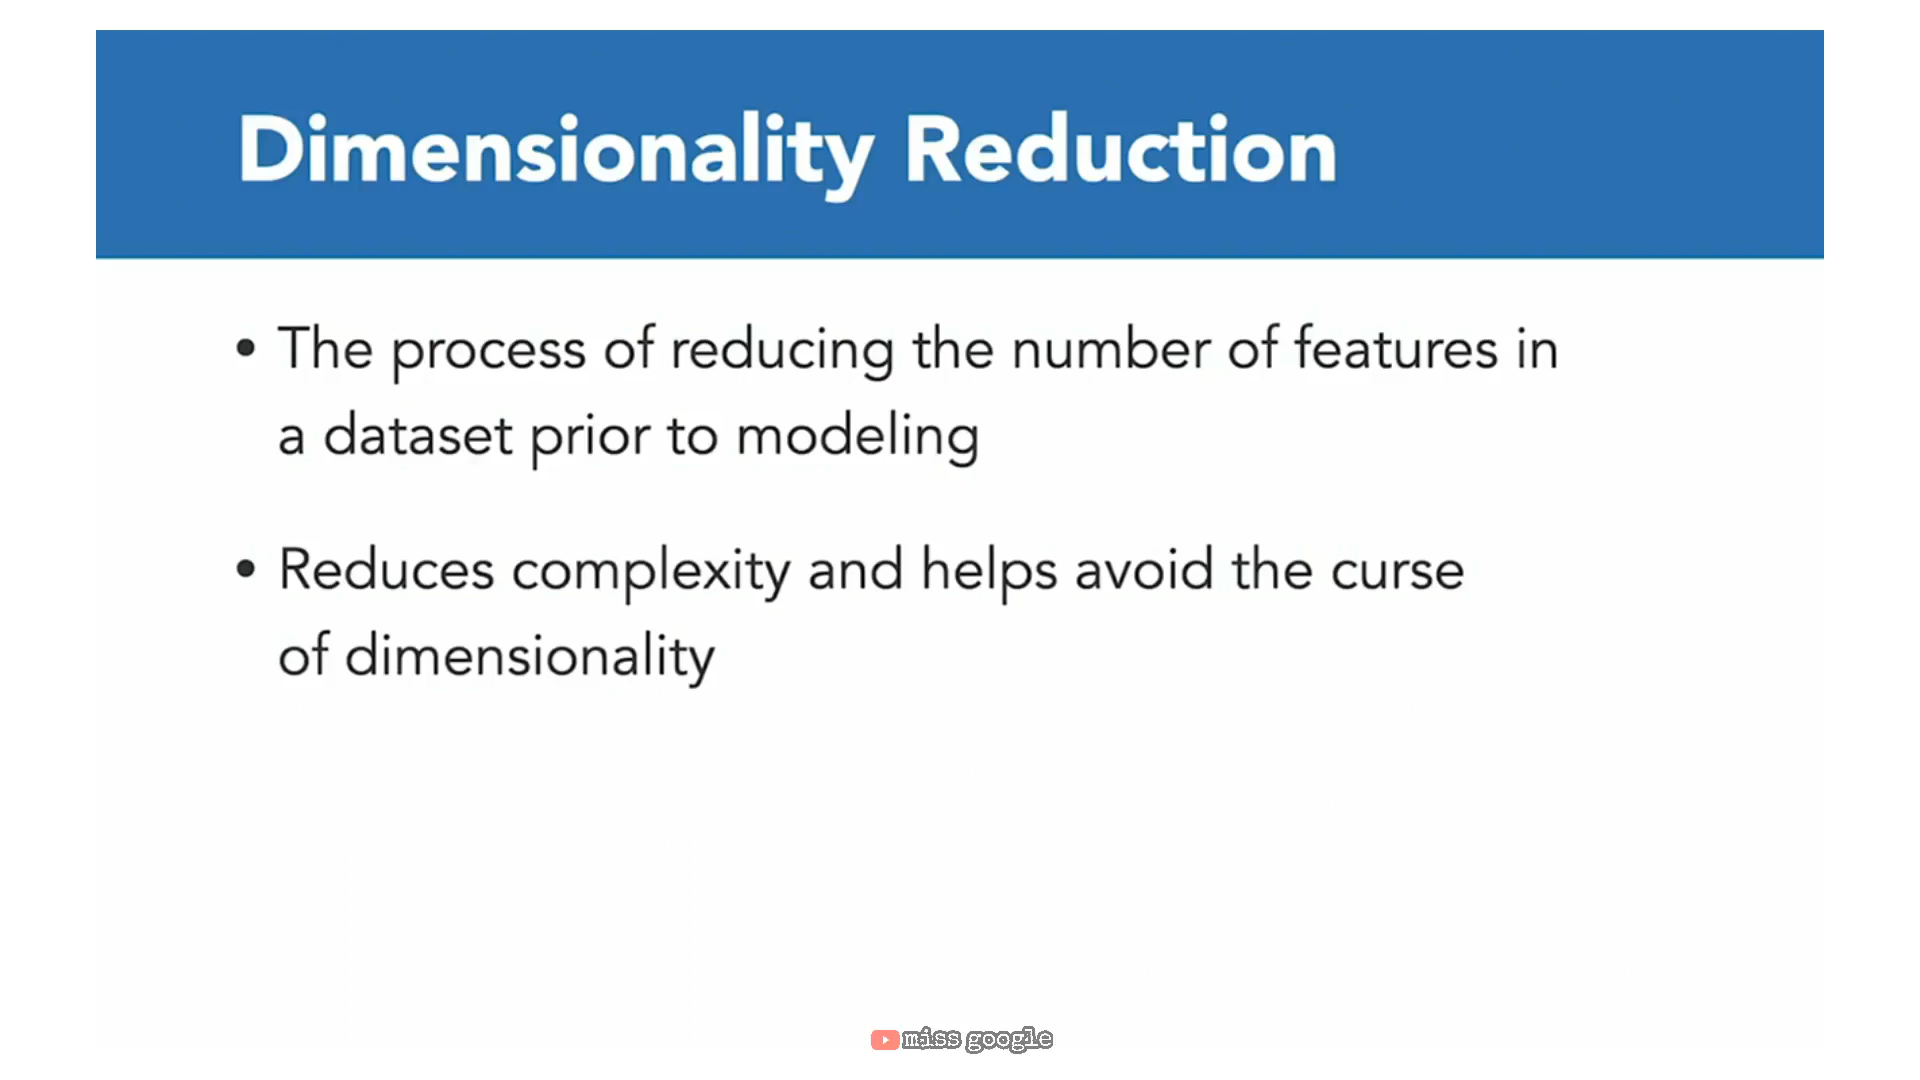 Dimensionality Reduction
• The process of reducing the number of features in
a dataset prior to modeling
• Reduces complexity and helps avoid the curse
of dimensionality
miss google